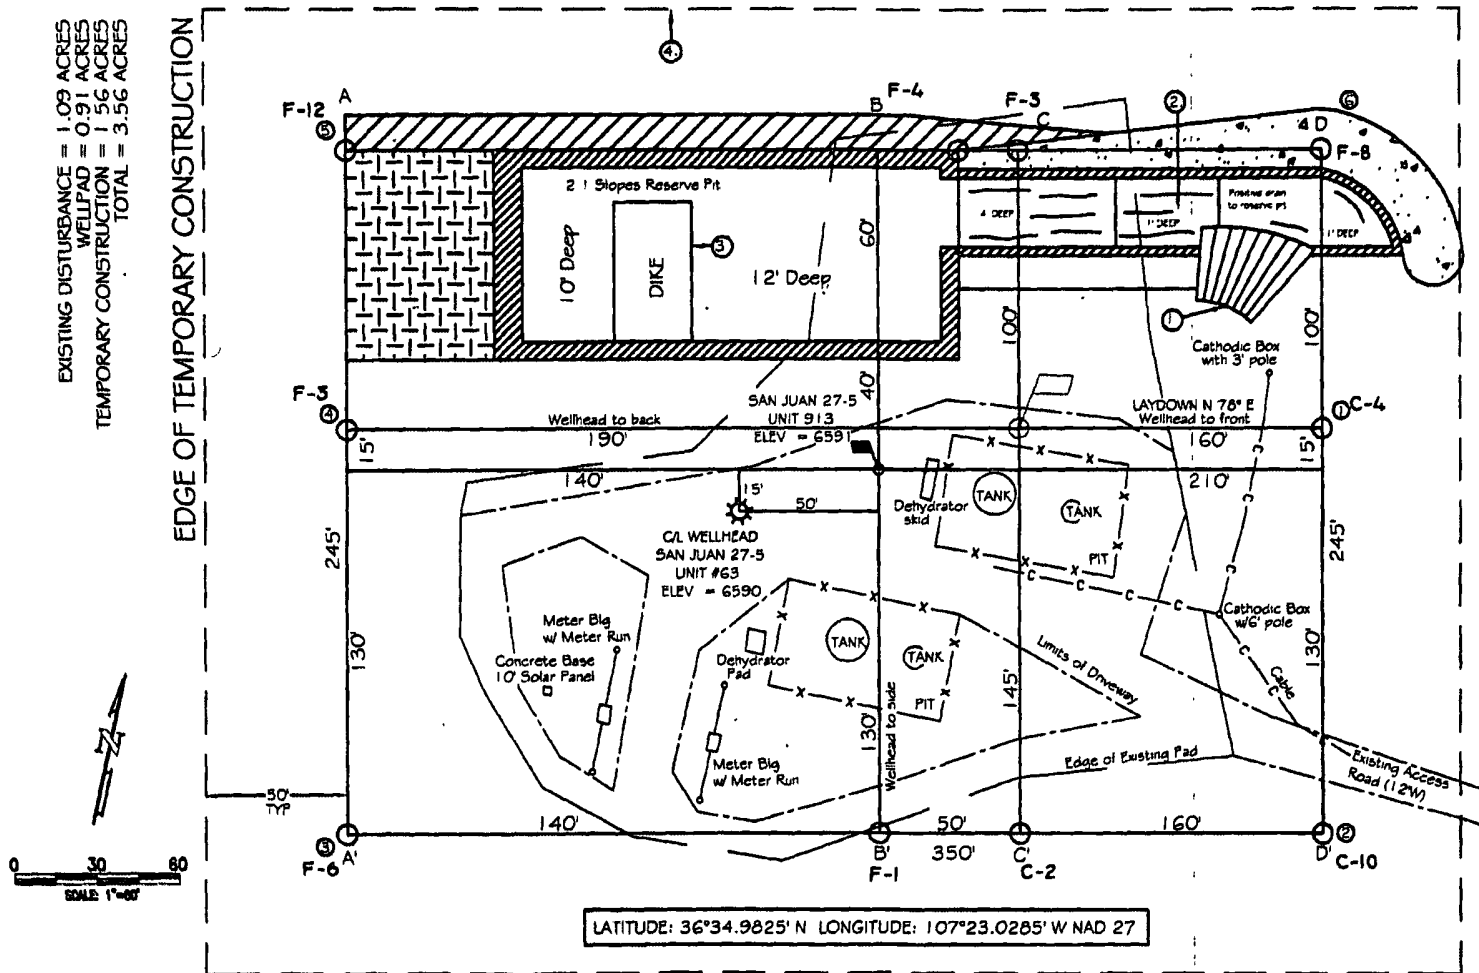 EXISTING DISTURBANCE = 1.09 ACRES
WELLPAD = 0.91 ACRES
TEMPORARY CONSTRUCTION = 1.56 ACRES
TOTAL = 3.56 ACRES
EDGE OF TEMPORARY CONSTRUCTION
4.
A
F-12
5
B
F-4
F-3
C
2
6
4 D
F-8
2 1 Slopes Reserve Pit
10' Deep
DIKE
3
12' Deep
60'
4 DEEP
1' DEEP
Positive drain
to reserve pit
1' DEEP
1
100'
100'
Cathodic Box
with 3' pole
F-3
4
40'
SAN JUAN 27-5
UNIT 913
ELEV = 6591
LAYDOWN N 78° E
Wellhead to front
1
C-4
Wellhead to back
190'
160'
15'
15'
140'
210'
15'
50'
Dehydrator
skid
TANK
TANK
PIT
C/L WELLHEAD
SAN JUAN 27-5
UNIT #63
ELEV = 6590
245'
245'
Meter Blg
w/ Meter Run
Concrete Base
10' Solar Panel
Dehydrator
Pad
TANK
TANK
PIT
Cathodic Box
w/6' pole
Limits of Driveway
Cable
130'
130'
145'
130'
Wellhead to side
Meter Blg
w/ Meter Run
Edge of Existing Pad
Existing Access
Road (12'W)
50'
TYP
N
140'
50'
160'
350'
3
A'
F-6
B'
F-1
C'
C-2
D'
2
C-10
0 30 60
SCALE: 1"=60'
LATITUDE: 36°34.9825' N LONGITUDE: 107°23.0285' W NAD 27